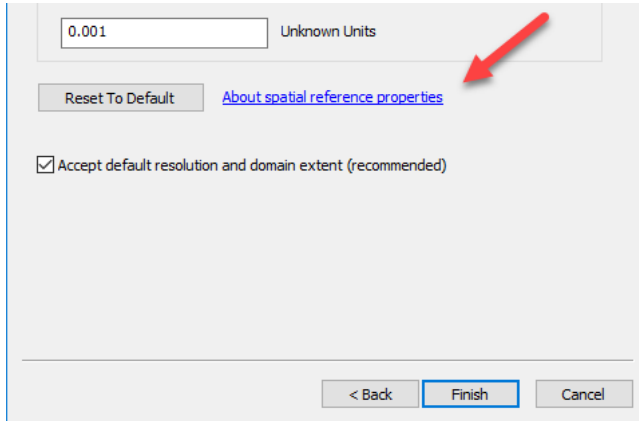 0.001 Unknown Units
Reset To Default About spatial reference properties
Accept default resolution and domain extent (recommended)
< Back Finish Cancel